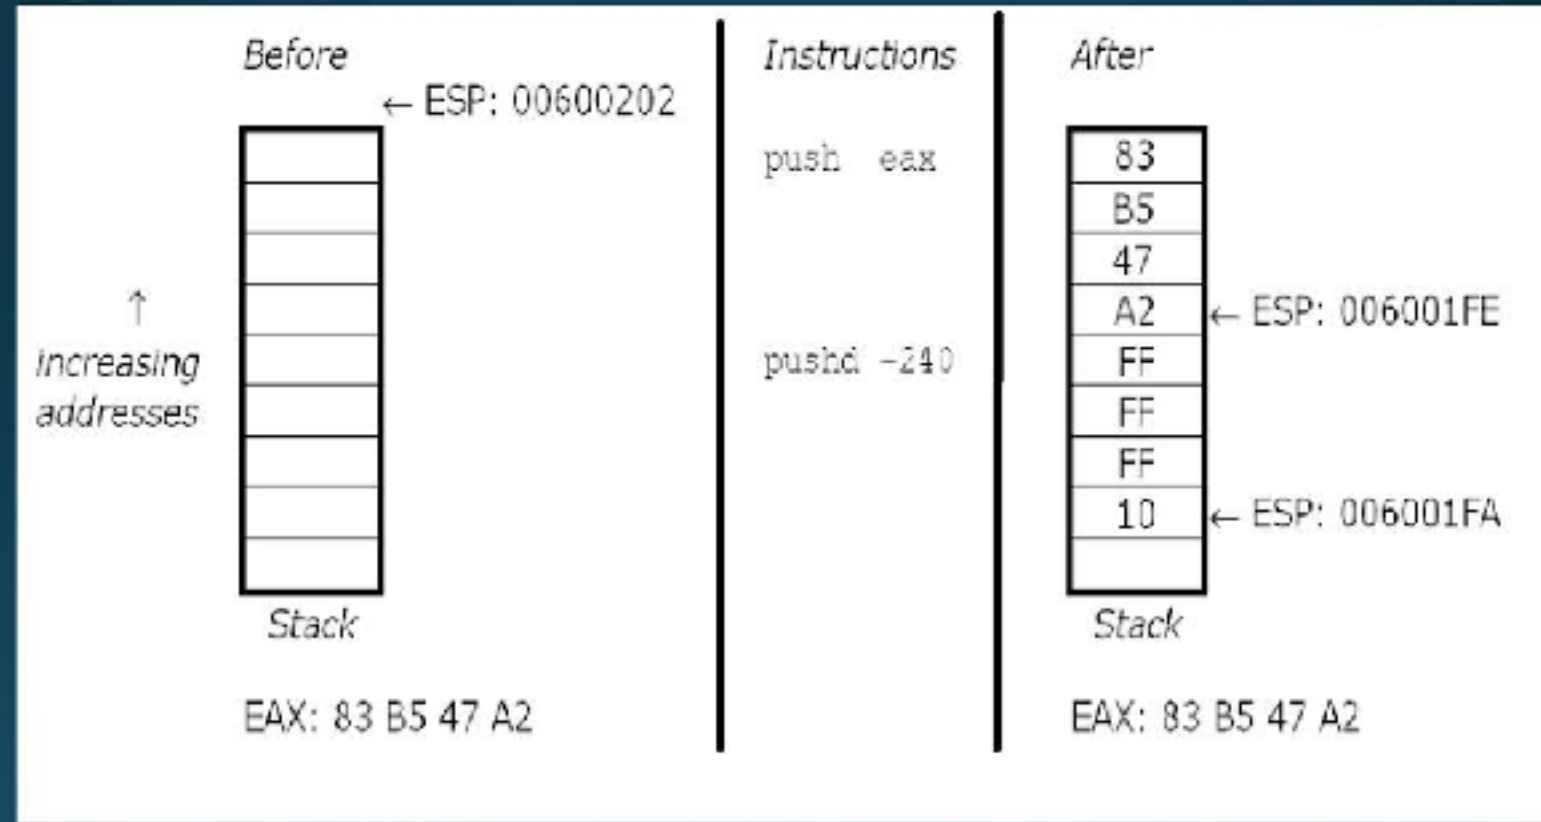 Before
← ESP: 00600202
↑
increasing
addresses
Stack
EAX: 83 B5 47 A2
Instructions
push eax
pushd -240
After
83
B5
47
A2 ← ESP: 006001FE
FF
FF
FF
10 ← ESP: 006001FA
Stack
EAX: 83 B5 47 A2